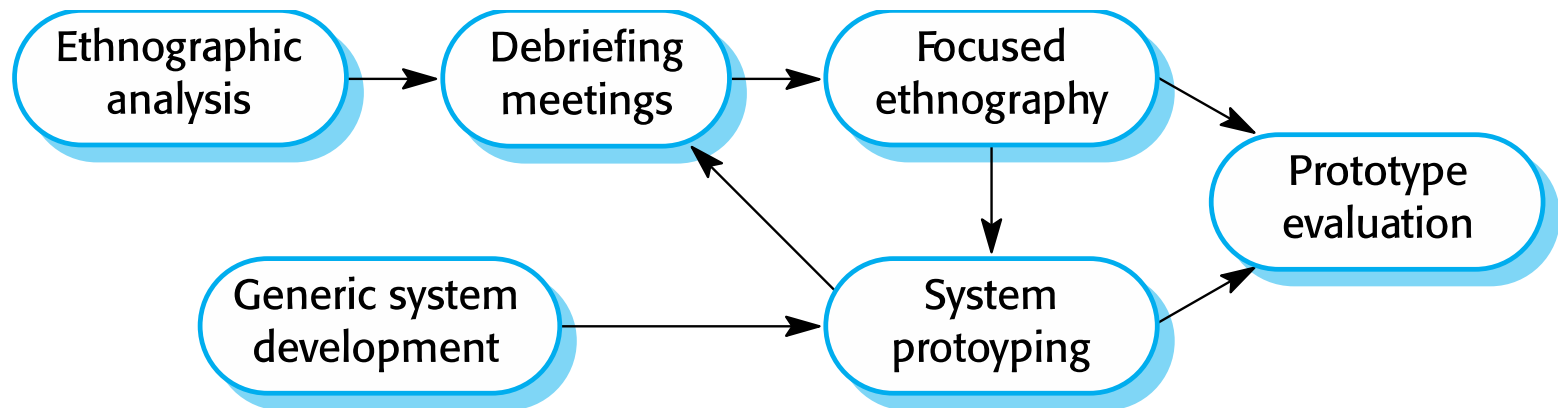 Ethnographic
analysis
Debriefing
meetings
Focused
ethnography
Prototype
evaluation
Generic system
development
System
protoyping